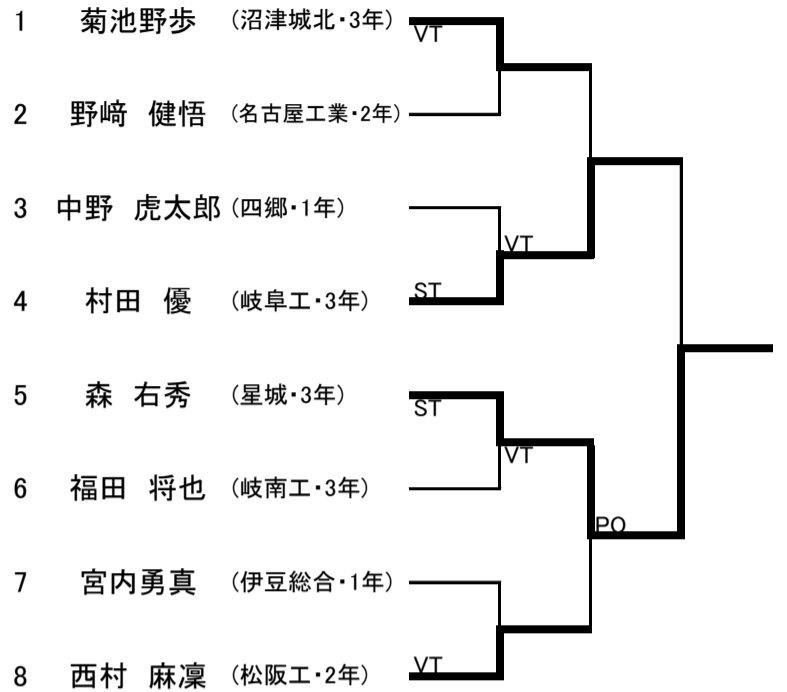 1 菊池野歩 (沼津城北・3年)
VT
2 野﨑 健悟 (名古屋工業・2年)
3 中野 虎太郎 (四郷・1年)
VT
4 村田 優 (岐阜工・3年)
ST
5 森 右秀 (星城・3年)
ST
VT
6 福田 将也 (岐南工・3年)
PO
7 宮内勇真 (伊豆総合・1年)
8 西村 麻凜 (松阪工・2年)
VT